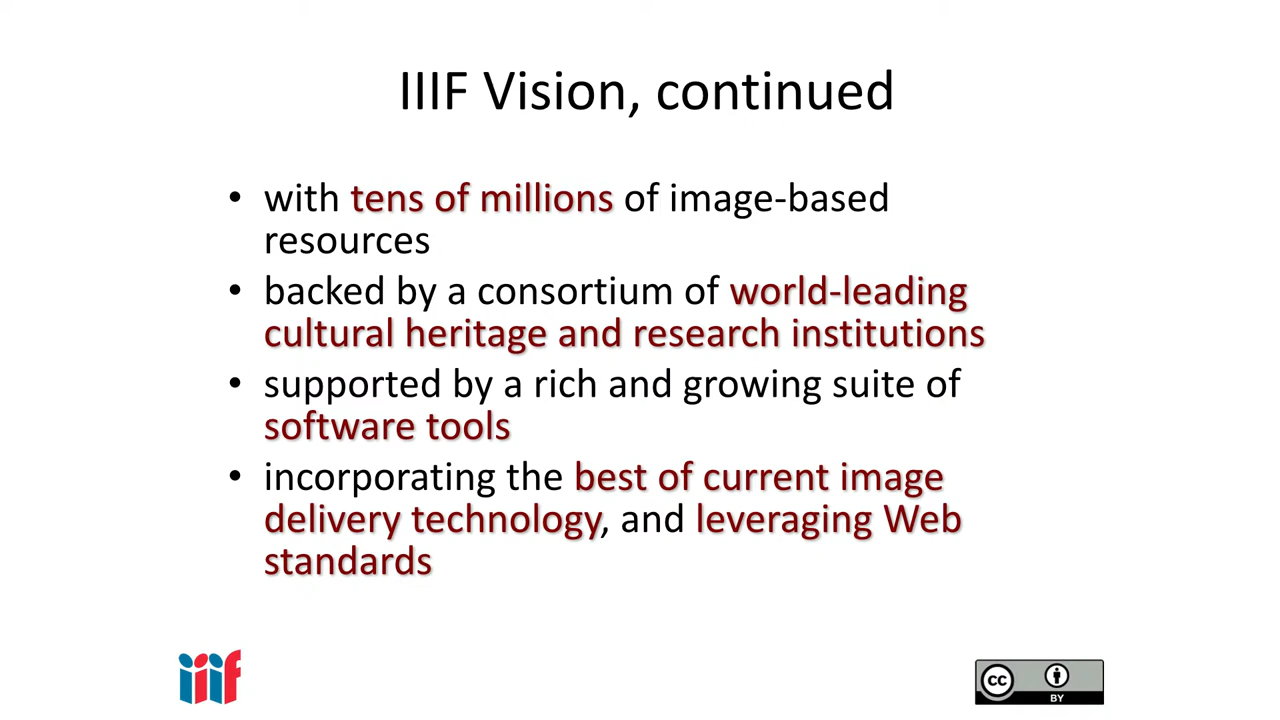 IIIF Vision, continued
• with tens of millions of image-based
resources
• backed by a consortium of world-leading
cultural heritage and research institutions
• supported by a rich and growing suite of
software tools
• incorporating the best of current image
delivery technology, and leveraging Web
standards
iiif
cc
BY